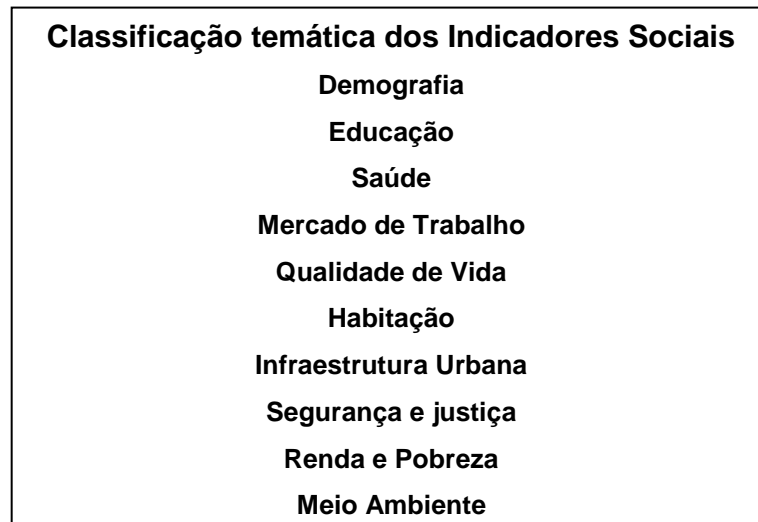 Classificação temática dos Indicadores Sociais
Demografia
Educação
Saúde
Mercado de Trabalho
Qualidade de Vida
Habitação
Infraestrutura Urbana
Segurança e justiça
Renda e Pobreza
Meio Ambiente